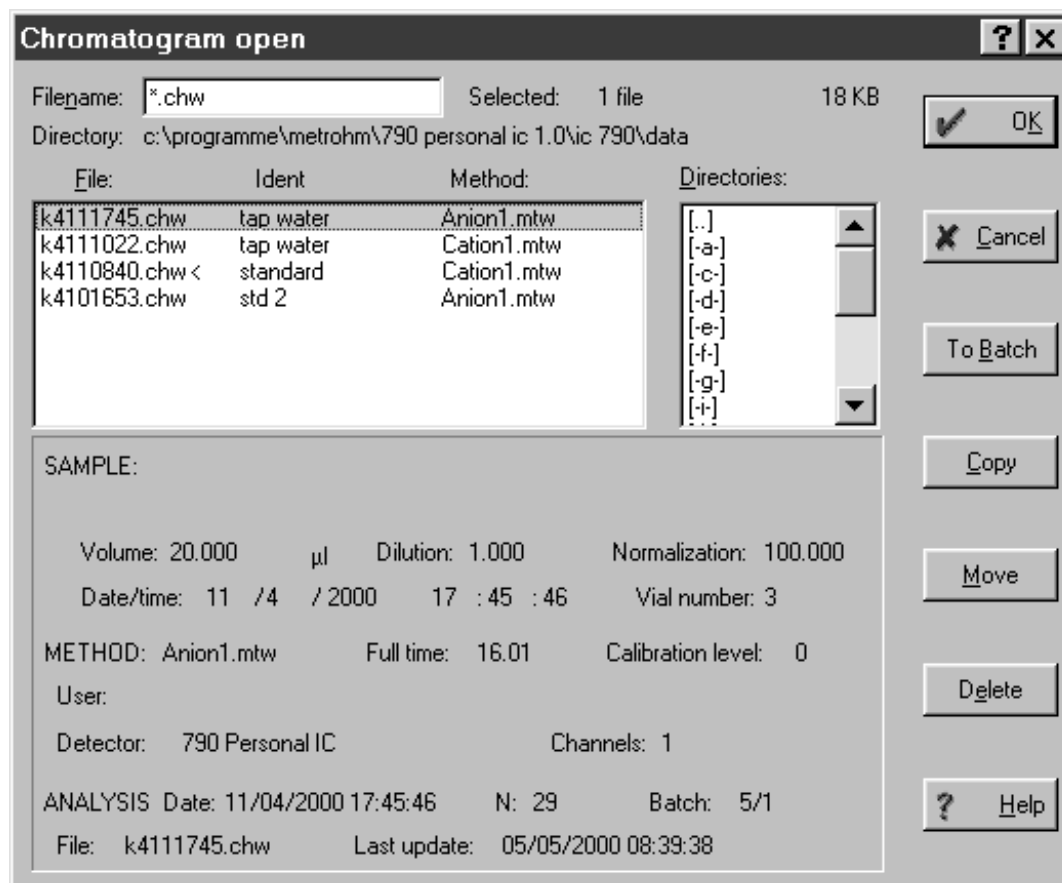 Chromatogram open
Filename: *.chw Selected: 1 file 18 KB
Directory: c:\programme\metrohm\790 personal ic 1.0\ic 790\data
File: Ident Method: Directories:
k4111745.chw tap water Anion1.mtw
k4111022.chw tap water Cation1.mtw
k4110840.chw < standard Cation1.mtw
k4101653.chw std 2 Anion1.mtw
[..]
[-a-]
[-c-]
[-d-]
[-e-]
[-f-]
[-g-]
[-i-]
OK
Cancel
To Batch
Copy
Move
Delete
? Help
SAMPLE:
Volume: 20.000 µl Dilution: 1.000 Normalization: 100.000
Date/time: 11 /4 / 2000 17 : 45 : 46 Vial number: 3
METHOD: Anion1.mtw Full time: 16.01 Calibration level: 0
User:
Detector: 790 Personal IC Channels: 1
ANALYSIS Date: 11/04/2000 17:45:46 N: 29 Batch: 5/1
File: k4111745.chw Last update: 05/05/2000 08:39:38